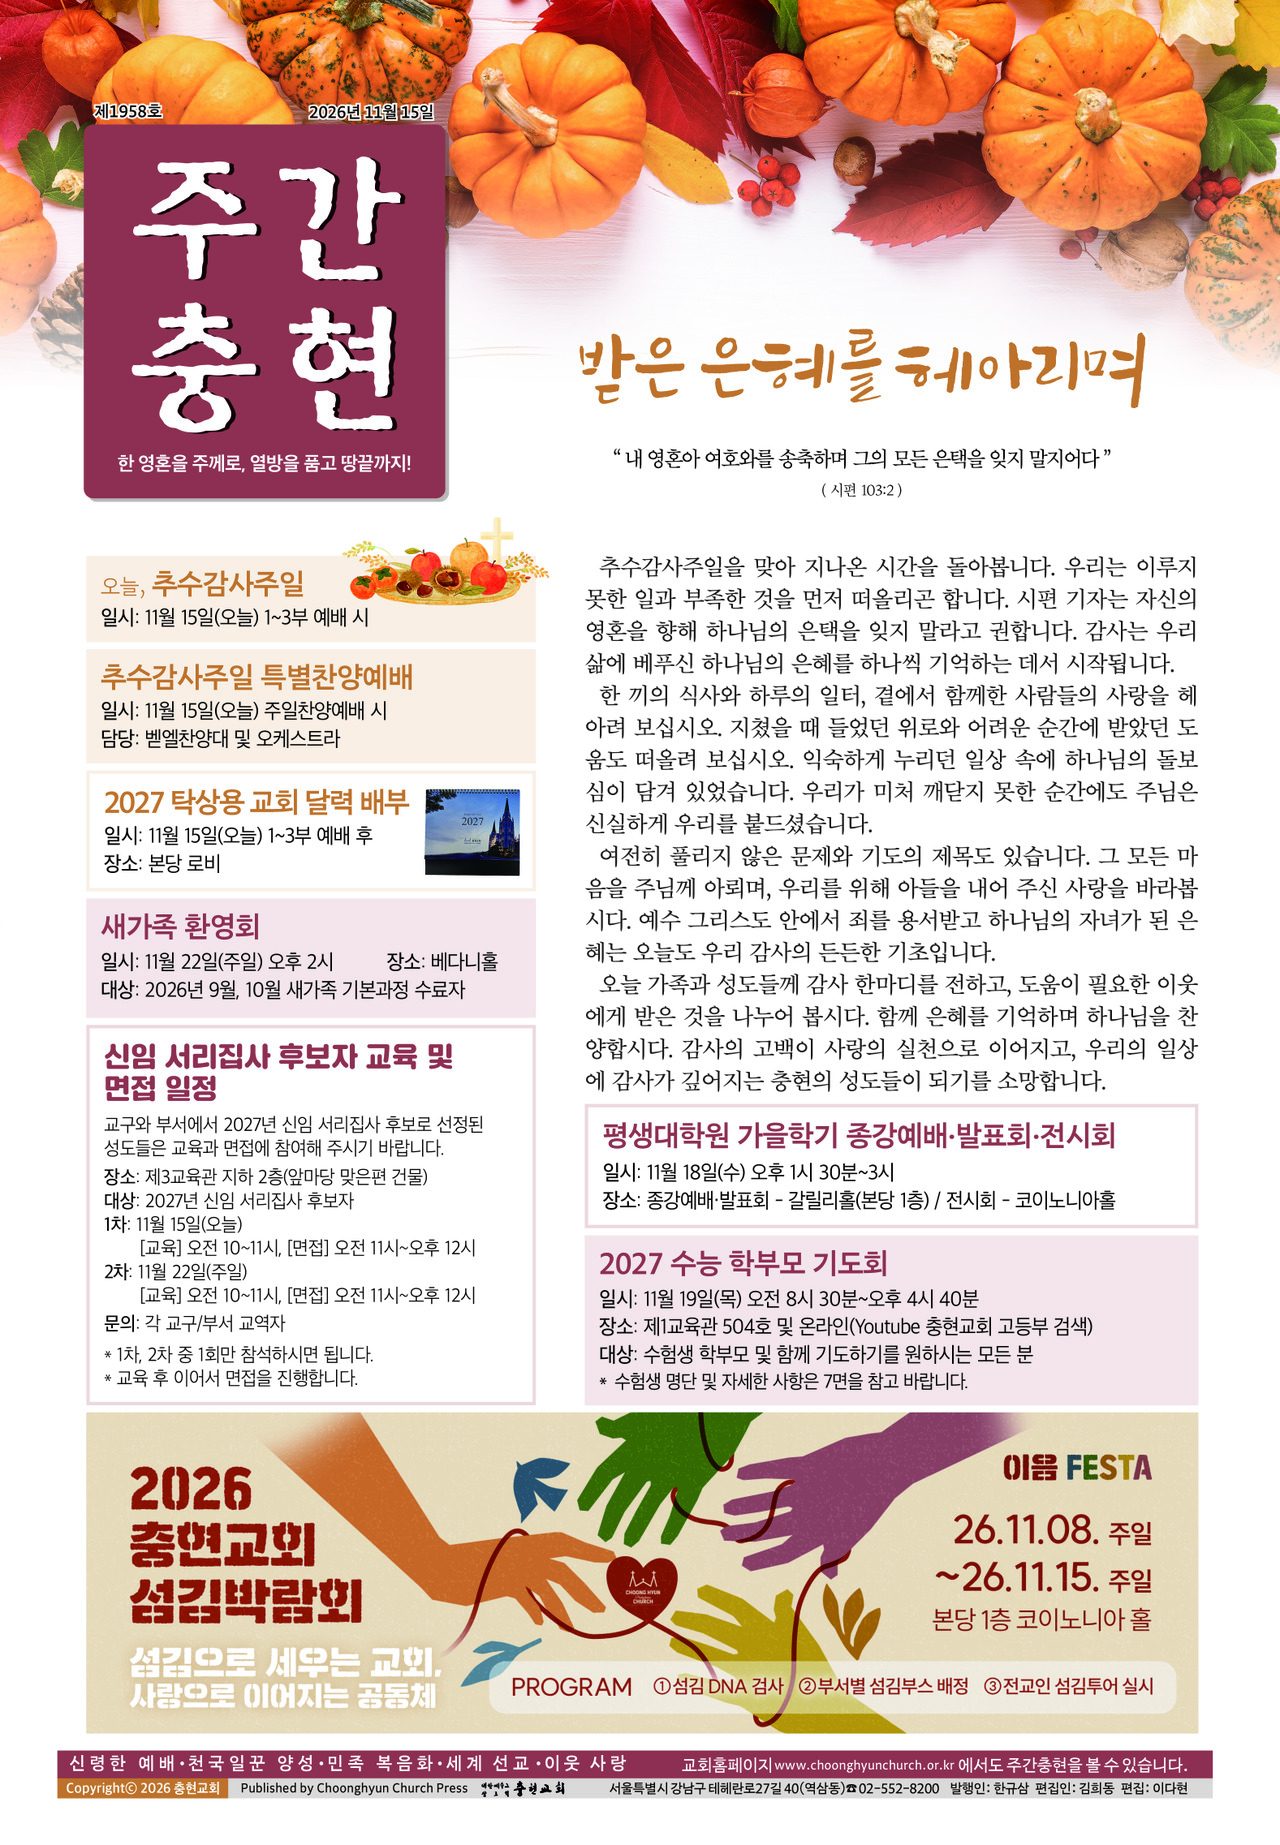 제1958호
2026년 11월 15일
주간
충현
한 영혼을 주께로, 열방을 품고 땅끝까지!
받은 은혜를 헤아리며
“ 내 영혼아 여호와를 송축하며 그의 모든 은택을 잊지 말지어다 ”
( 시편 103:2 )
오늘, 추수감사주일
일시: 11월 15일(오늘) 1~3부 예배 시
추수감사주일 특별찬양예배
일시: 11월 15일(오늘) 주일찬양예배 시
담당: 벧엘찬양대 및 오케스트라
2027 탁상용 교회 달력 배부
일시: 11월 15일(오늘) 1~3부 예배 후
장소: 본당 로비
2027
새가족 환영회
일시: 11월 22일(주일) 오후 2시 장소: 베다니홀
대상: 2026년 9월, 10월 새가족 기본과정 수료자
신임 서리집사 후보자 교육 및
면접 일정
교구와 부서에서 2027년 신임 서리집사 후보로 선정된
성도들은 교육과 면접에 참여해 주시기 바랍니다.
장소: 제3교육관 지하 2층(앞마당 맞은편 건물)
대상: 2027년 신임 서리집사 후보자
1차: 11월 15일(오늘)
[교육] 오전 10~11시, [면접] 오전 11시~오후 12시
2차: 11월 22일(주일)
[교육] 오전 10~11시, [면접] 오전 11시~오후 12시
문의: 각 교구/부서 교역자
* 1차, 2차 중 1회만 참석하시면 됩니다.
* 교육 후 이어서 면접을 진행합니다.
추수감사주일을 맞아 지나온 시간을 돌아봅니다. 우리는 이루지
못한 일과 부족한 것을 먼저 떠올리곤 합니다. 시편 기자는 자신의
영혼을 향해 하나님의 은택을 잊지 말라고 권합니다. 감사는 우리
삶에 베푸신 하나님의 은혜를 하나씩 기억하는 데서 시작됩니다.
한 끼의 식사와 하루의 일터, 곁에서 함께한 사람들의 사랑을 헤
아려 보십시오. 지쳤을 때 들었던 위로와 어려운 순간에 받았던 도
움도 떠올려 보십시오. 익숙하게 누리던 일상 속에 하나님의 돌보
심이 담겨 있었습니다. 우리가 미처 깨닫지 못한 순간에도 주님은
신실하게 우리를 붙드셨습니다.
여전히 풀리지 않은 문제와 기도의 제목도 있습니다. 그 모든 마
음을 주님께 아뢰며, 우리를 위해 아들을 내어 주신 사랑을 바라봅
시다. 예수 그리스도 안에서 죄를 용서받고 하나님의 자녀가 된 은
혜는 오늘도 우리 감사의 든든한 기초입니다.
오늘 가족과 성도들께 감사 한마디를 전하고, 도움이 필요한 이웃
에게 받은 것을 나누어 봅시다. 함께 은혜를 기억하며 하나님을 찬
양합시다. 감사의 고백이 사랑의 실천으로 이어지고, 우리의 일상
에 감사가 깊어지는 충현의 성도들이 되기를 소망합니다.
평생대학원 가을학기 종강예배·발표회·전시회
일시: 11월 18일(수) 오후 1시 30분~3시
장소: 종강예배·발표회 - 갈릴리홀(본당 1층) / 전시회 - 코이노니아홀
2027 수능 학부모 기도회
일시: 11월 19일(목) 오전 8시 30분~오후 4시 40분
장소: 제1교육관 504호 및 온라인(Youtube 충현교회 고등부 검색)
대상: 수험생 학부모 및 함께 기도하기를 원하시는 모든 분
* 수험생 명단 및 자세한 사항은 7면을 참고 바랍니다.
2026
충현교회
섬김박람회
섬김으로 세우는 교회,
사랑으로 이어지는 공동체
CHOONG HYUN
CHURCH
이음 FESTA
26.11.08. 주일
~26.11.15. 주일
본당 1층 코이노니아 홀
PROGRAM ①섬김 DNA 검사 ②부서별 섬김부스 배정 ③전교인 섬김투어 실시
신령한 예배·천국일꾼 양성·민족 복음화·세계 선교·이웃 사랑
교회홈페이지 www.choonghyunchurch.or.kr 에서도 주간충현을 볼 수 있습니다.
Copyright© 2026 충현교회
Published by Choonghyun Church Press
충현교회
서울특별시 강남구 테헤란로27길 40(역삼동)☎02-552-8200 발행인: 한규삼 편집인: 김희동 편집: 이다현